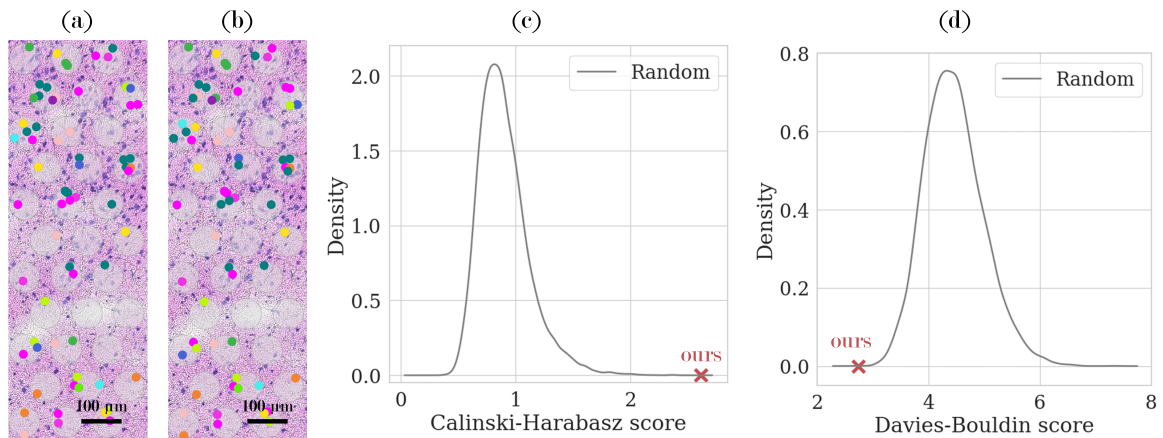 (a) (b) (c) (d)
Random
Random
2.0
1.5
1.0
0.5
0.0
Density
0 1 2
Calinski-Harabasz score
ours
0.8
0.6
0.4
0.2
0.0
Density
2 4 6 8
Davies-Bouldin score
ours
100 μm
100 μm